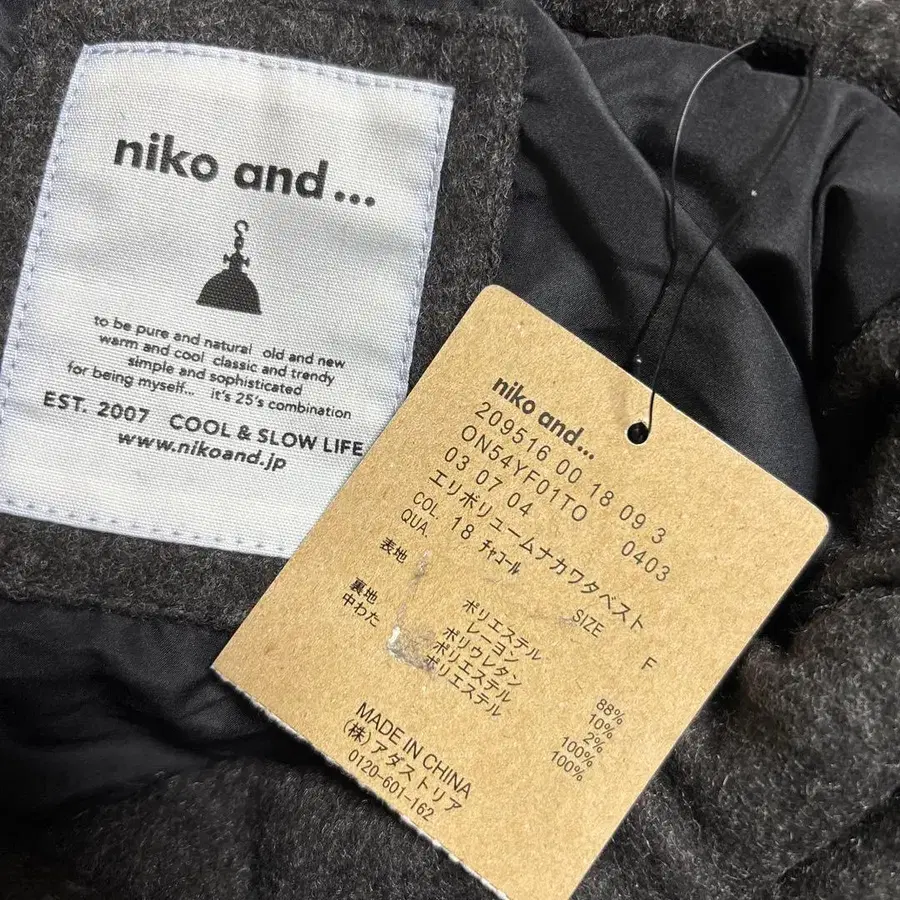 niko and...
to be pure and natural old and new
warm and cool classic and trendy
simple and sophisticated
for being myself... it's 25's combination
EST. 2007 COOL & SLOW LIFE
www.nikoand.jp
niko and...
209516 00 18 09 3
ON54YF01TO 0403
03 07 04
エリボリュームナカワタベスト
COL. 18 ﾁｬｺｰﾙ SIZE F
QUA.
表地 ポリエステル 88%
レーヨン 10%
ポリウレタン 2%
裏地 ポリエステル 100%
中わた ポリエステル 100%
MADE IN CHINA
(株)アダストリア
0120-601-162